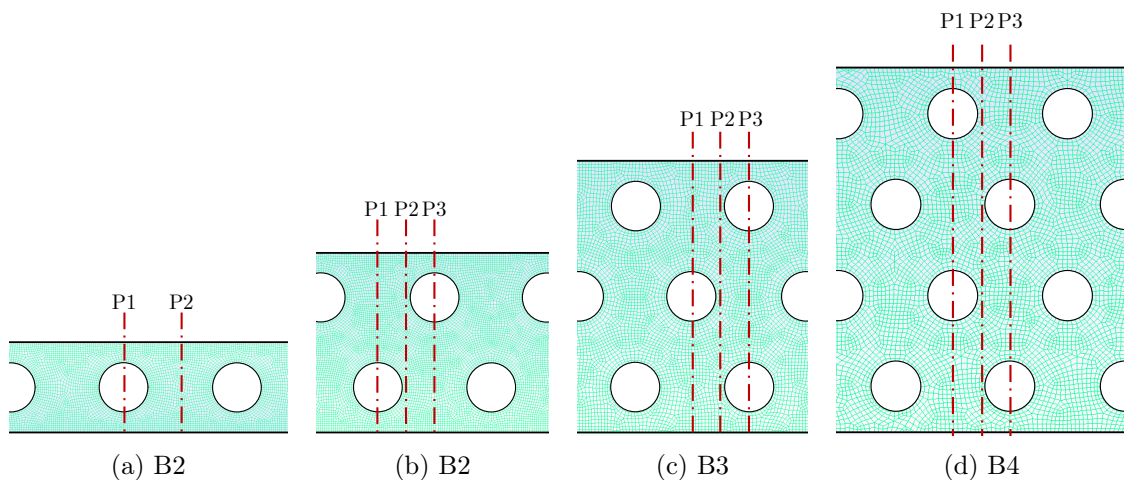 P1 P2 P3
P1 P2 P3
P1 P2 P3
P1 P2
(a) B2
(b) B2
(c) B3
(d) B4